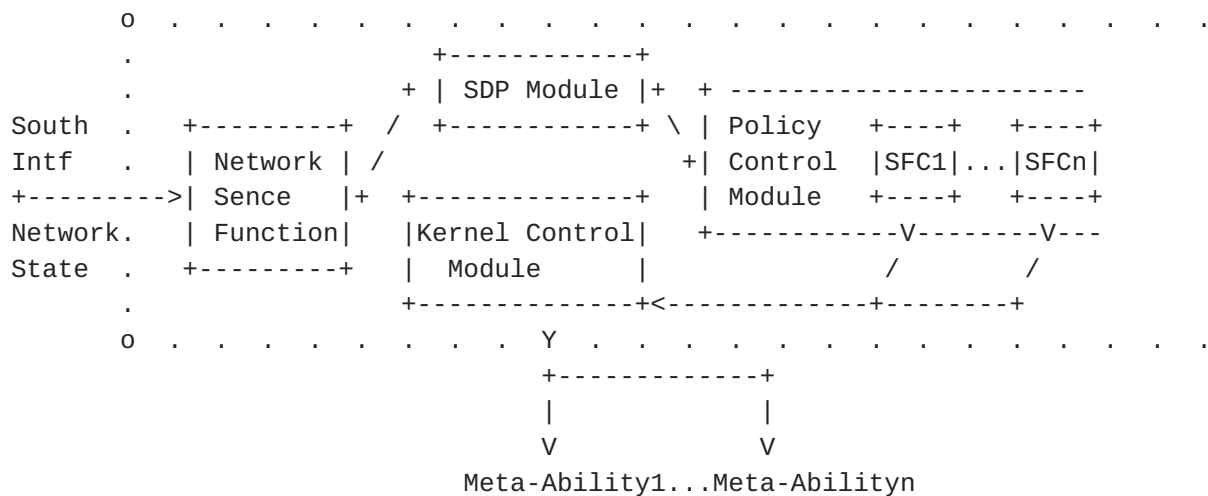 o . . . . . . . . . . . . . . . . . . . . . . .
. +------------+
. + | SDP Module |+ + -----------------------
South . +---------+ / +------------+ \ | Policy +----+ +----+
Intf . | Network | / +| Control |SFC1|...|SFCn|
+--------->| Sence |+ +--------------+ | Module +----+ +----+
Network. | Function| |Kernel Control| +------------V--------V---
State . +---------+ | Module | / /
. +--------------+<-------------+--------+
o . . . . . . . . Y . . . . . . . . . . . . . .
+-------------+
| |
V V
Meta-Ability1...Meta-Abilityn